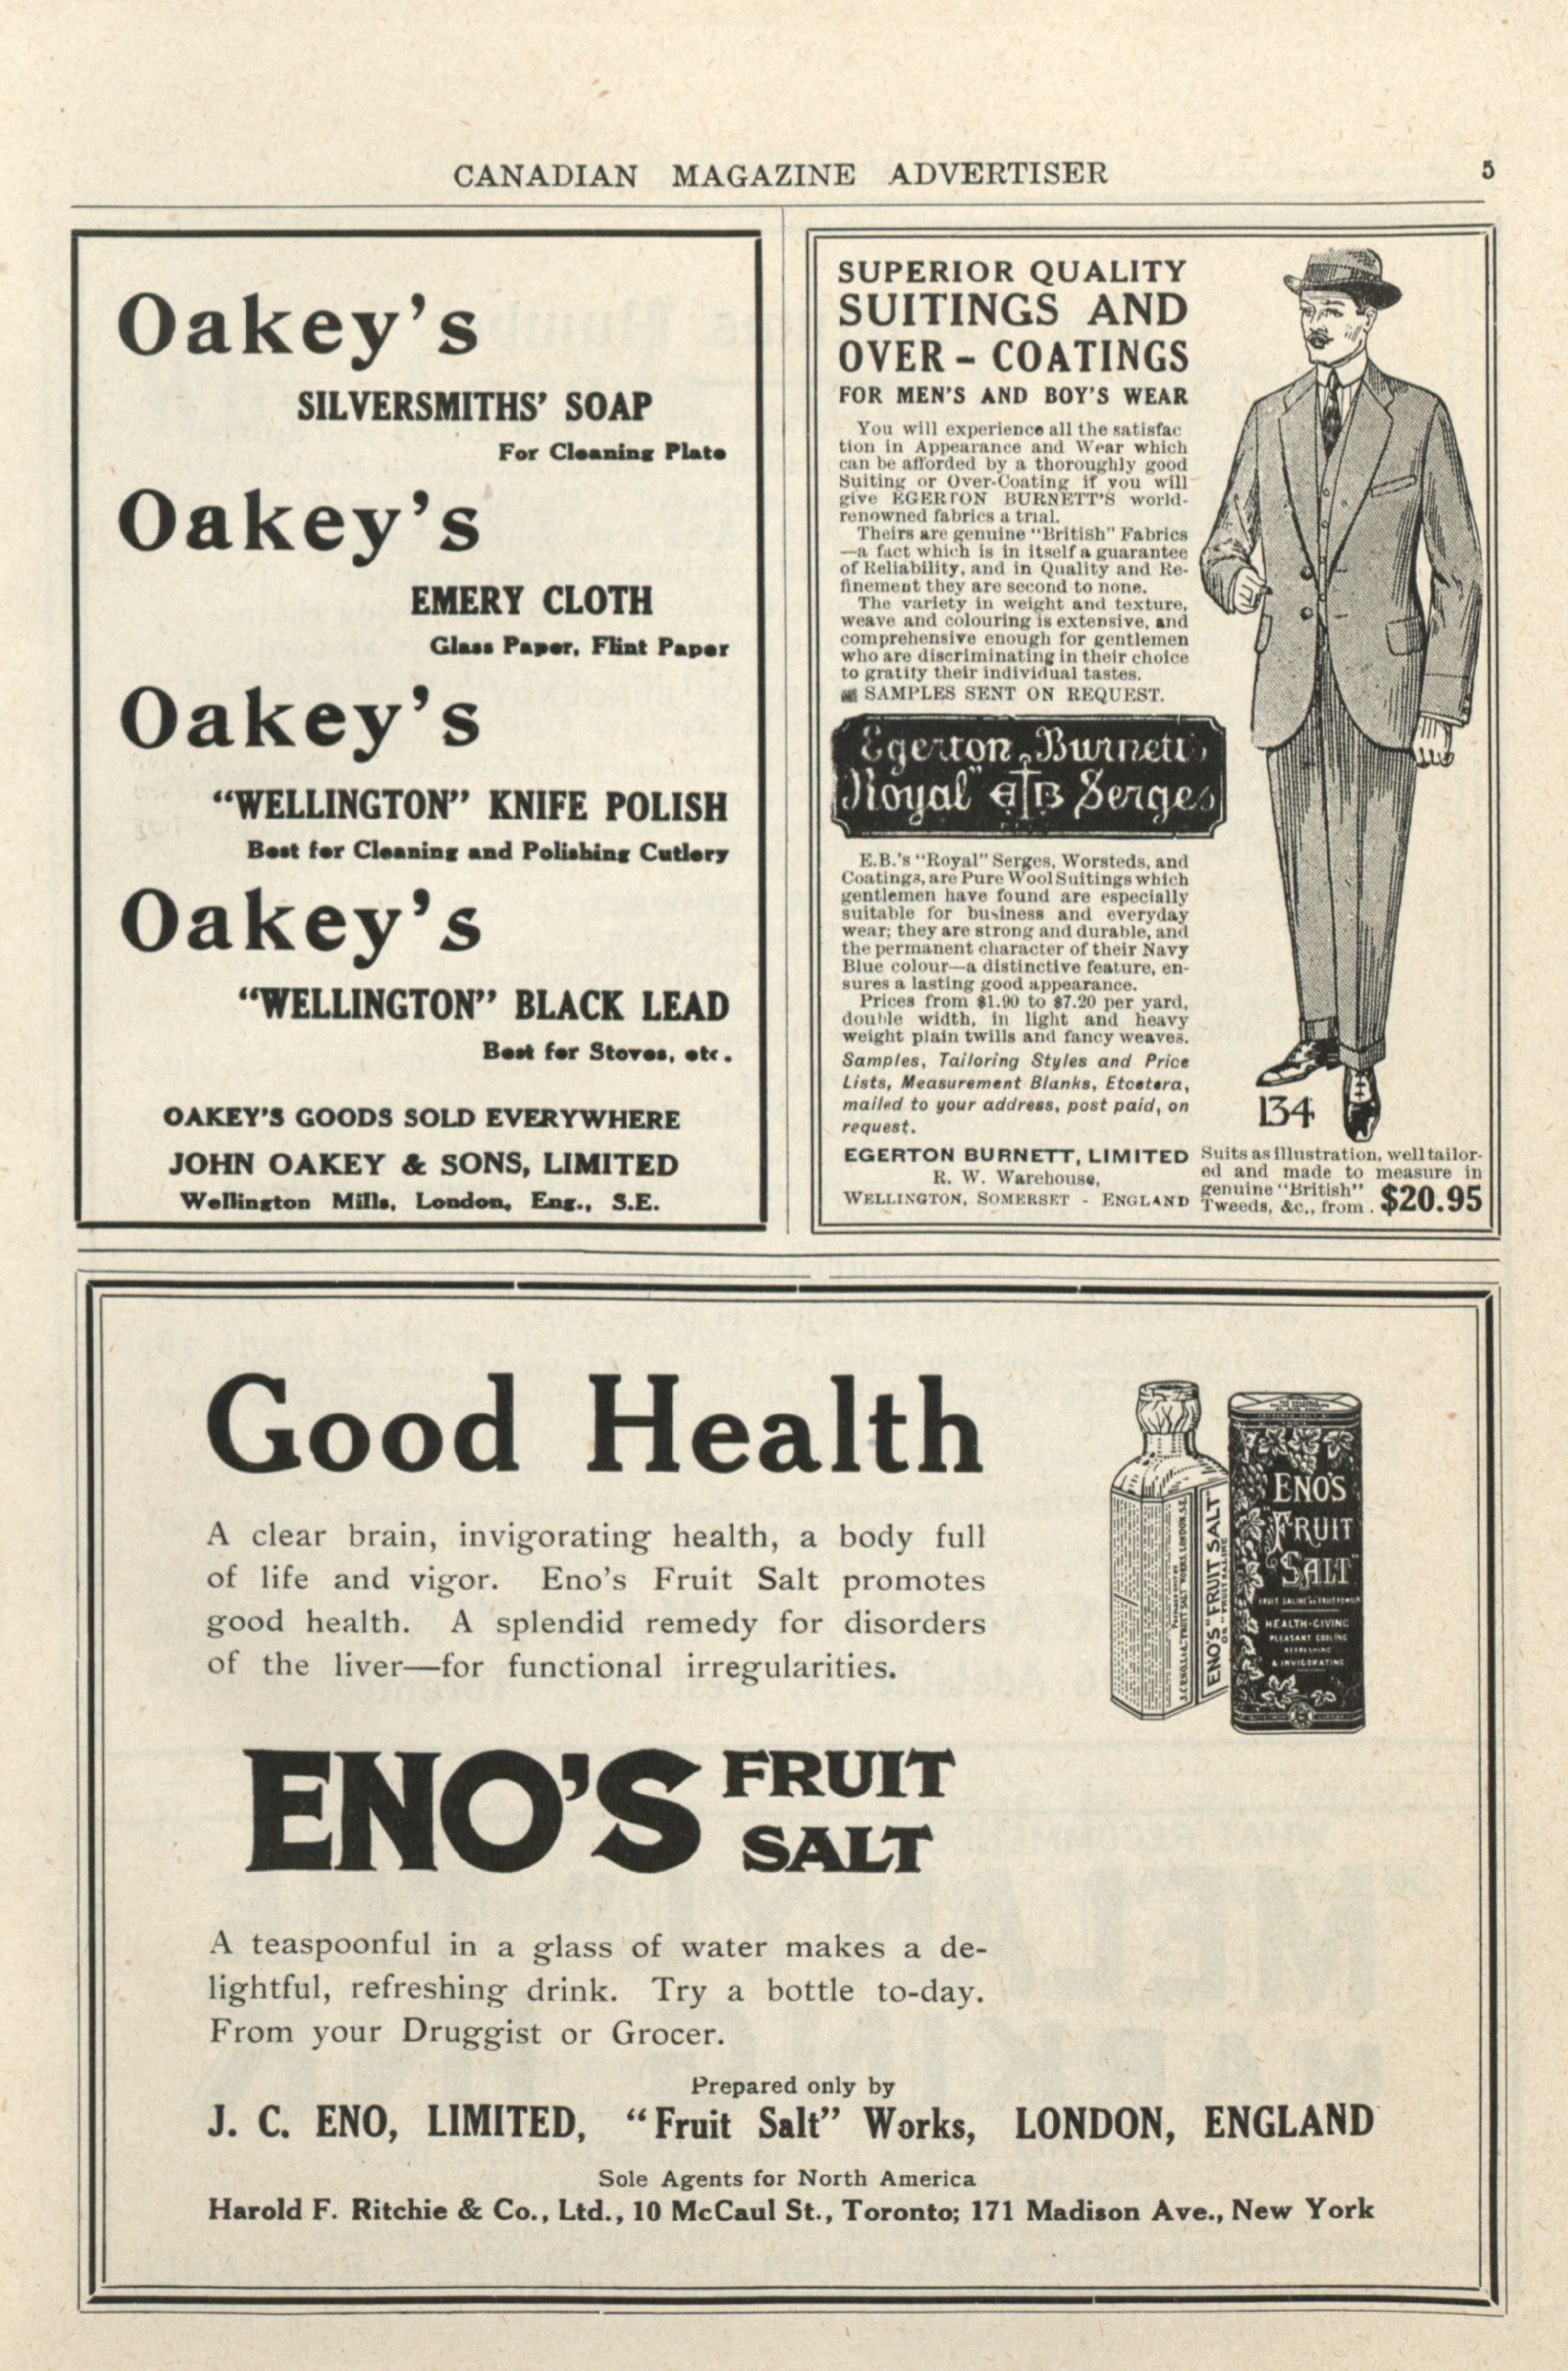 CANADIAN MAGAZINE ADVERTISER 5
Oakey's
SILVERSMITHS' SOAP
For Cleaning Plate
Oakey's
EMERY CLOTH
Glass Paper, Flint Paper
Oakey's
"WELLINGTON" KNIFE POLISH
Best for Cleaning and Polishing Cutlery
Oakey's
"WELLINGTON" BLACK LEAD
Best for Stoves, etc.
OAKEY'S GOODS SOLD EVERYWHERE
JOHN OAKEY & SONS, LIMITED
Wellington Mills, London, Eng., S.E.
SUPERIOR QUALITY
SUITINGS AND
OVER - COATINGS
FOR MEN'S AND BOY'S WEAR
You will experience all the satisfac
tion in Appearance and Wear which
can be afforded by a thoroughly good
Suiting or Over-Coating if you will
give EGERTON BURNETT'S world-
renowned fabrics a trial.
Theirs are genuine "British" Fabrics
—a fact which is in itself a guarantee
of Reliability, and in Quality and Re-
finement they are second to none.
The variety in weight and texture,
weave and colouring is extensive, and
comprehensive enough for gentlemen
who are discriminating in their choice
to gratify their individual tastes.
SAMPLES SENT ON REQUEST.
Egerton Burnett's
"Royal" EB Serges
E.B.'s "Royal" Serges, Worsteds, and
Coatings, are Pure Wool Suitings which
gentlemen have found are especially
suitable for business and everyday
wear; they are strong and durable, and
the permanent character of their Navy
Blue colour—a distinctive feature, en-
sures a lasting good appearance.
Prices from $1.90 to $7.20 per yard,
double width, in light and heavy
weight plain twills and fancy weaves.
Samples, Tailoring Styles and Price
Lists, Measurement Blanks, Etcetera,
mailed to your address, post paid, on
request.
EGERTON BURNETT, LIMITED
R. W. Warehouse,
WELLINGTON, SOMERSET - ENGLAND
134
Suits as illustration, well tailor-
ed and made to measure in
genuine "British"
Tweeds, &c., from . $20.95
Good Health
A clear brain, invigorating health, a body full
of life and vigor. Eno's Fruit Salt promotes
good health. A splendid remedy for disorders
of the liver—for functional irregularities.
ENO'S "FRUIT SALT"
ENO'S
"FRUIT
SALT"
HEALTH-GIVING
PLEASANT COOLING
REFRESHING
& INVIGORATING
ENO'S FRUIT
SALT
A teaspoonful in a glass of water makes a de-
lightful, refreshing drink. Try a bottle to-day.
From your Druggist or Grocer.
Prepared only by
J. C. ENO, LIMITED, "Fruit Salt" Works, LONDON, ENGLAND
Sole Agents for North America
Harold F. Ritchie & Co., Ltd., 10 McCaul St., Toronto; 171 Madison Ave., New York